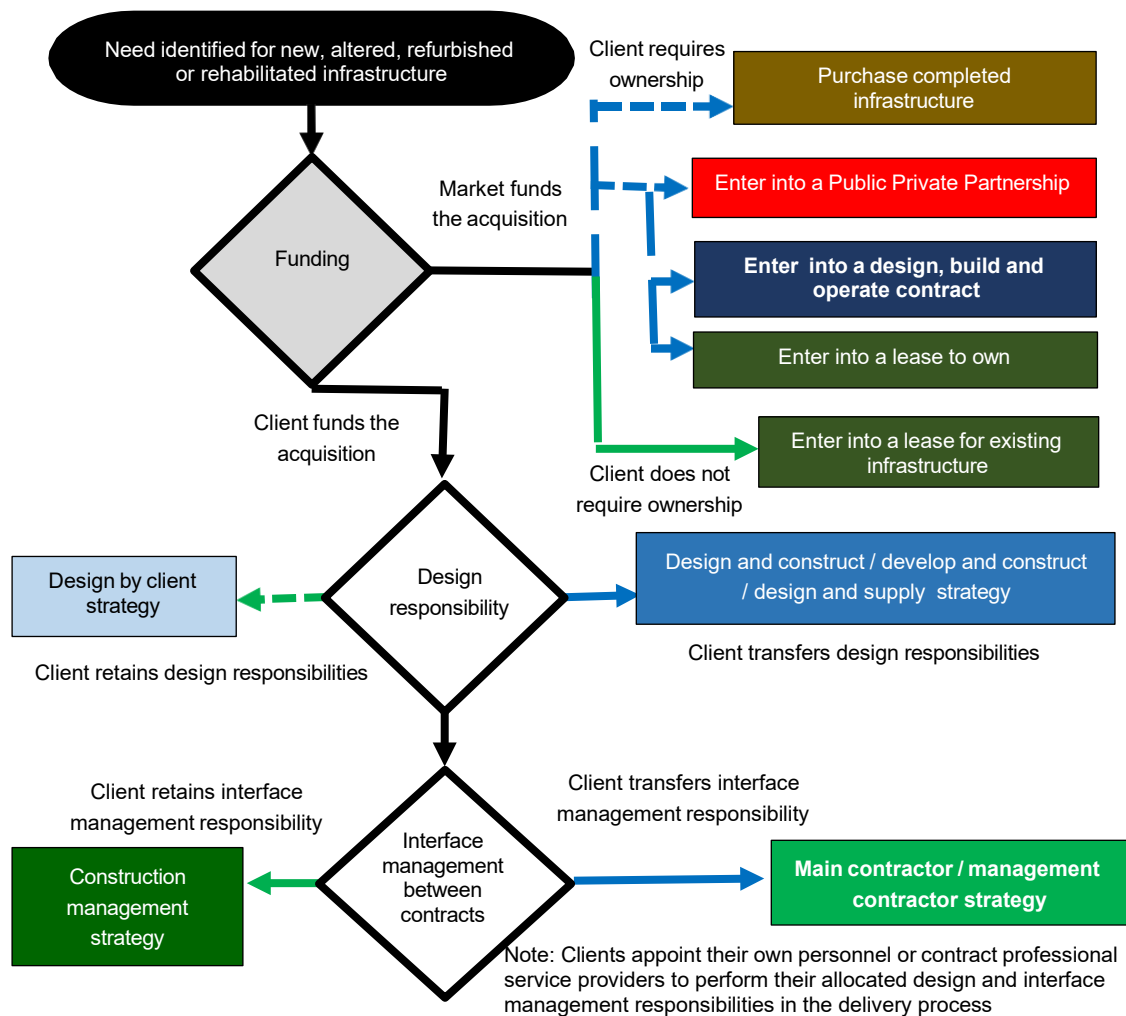 Need identified for new, altered, refurbished
or rehabilitated infrastructure
Client requires
ownership
Purchase completed
infrastructure
Market funds
the acquisition
Enter into a Public Private Partnership
Funding
Enter into a design, build and
operate contract
Enter into a lease to own
Client funds the
acquisition
Enter into a lease for existing
infrastructure
Client does not
require ownership
Design by client
strategy
Design
responsibility
Design and construct / develop and construct
/ design and supply strategy
Client retains design responsibilities
Client transfers design responsibilities
Client retains interface
management responsibility
Client transfers interface
management responsibility
Construction
management
strategy
Interface
management
between
contracts
Main contractor / management
contractor strategy
Note: Clients appoint their own personnel or contract professional
service providers to perform their allocated design and interface
management responsibilities in the delivery process